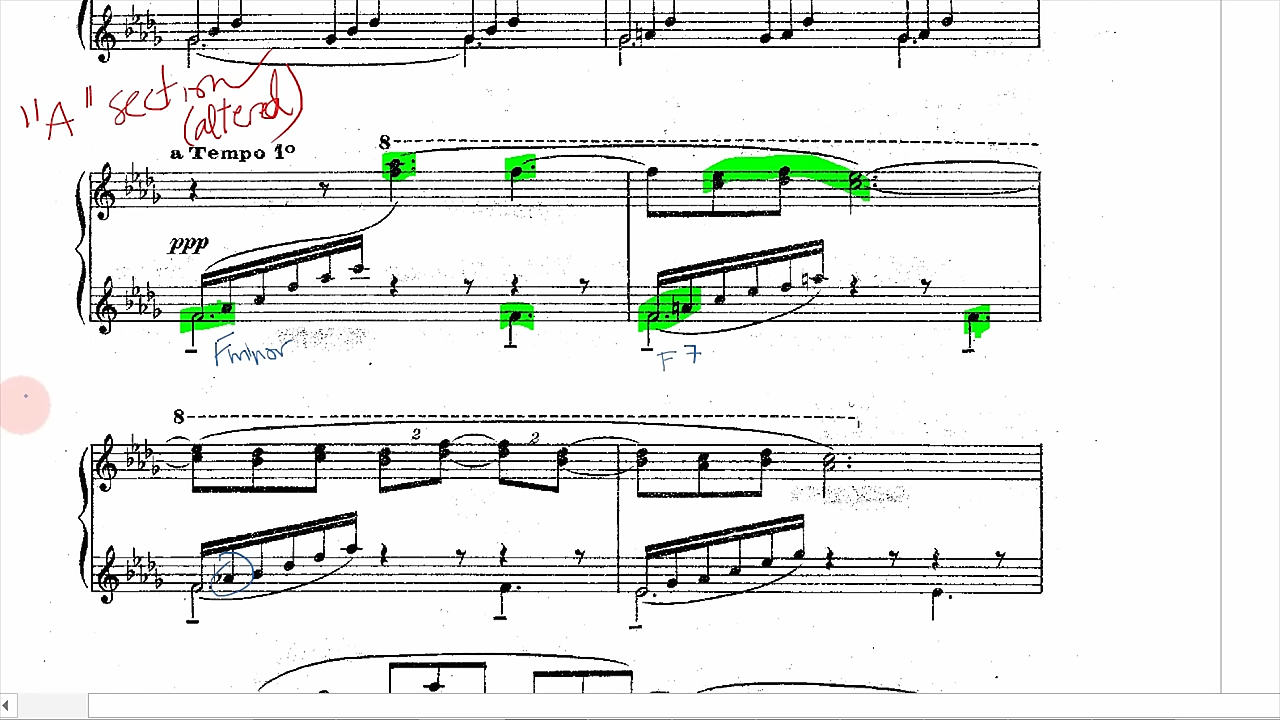 "A" section
(altered)
a Tempo 1º
8
ppp
F minor
F 7
8
2
2